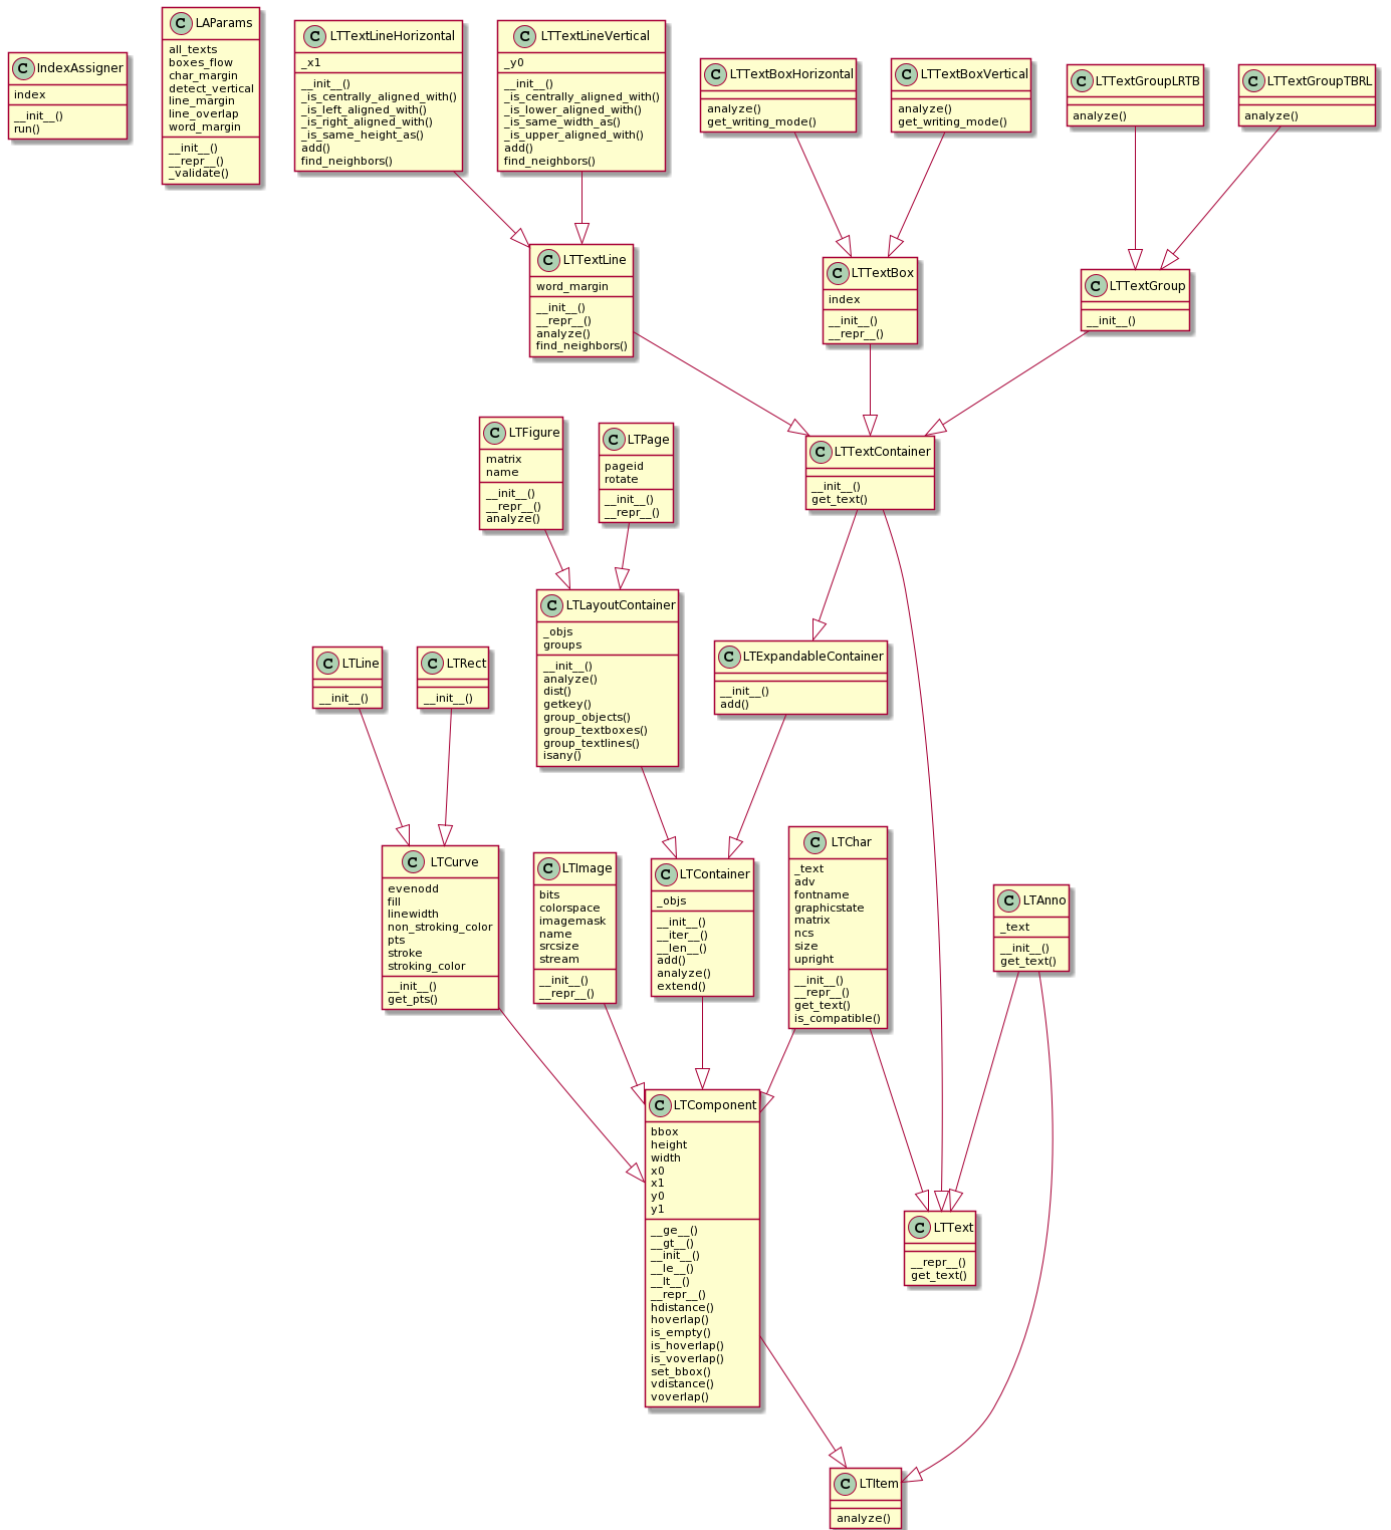 C IndexAssigner
index
__init__()
run()
C LAParams
all_texts
boxes_flow
char_margin
detect_vertical
line_margin
line_overlap
word_margin
__init__()
__repr__()
_validate()
C LTTextLineHorizontal
_x1
__init__()
_is_centrally_aligned_with()
_is_left_aligned_with()
_is_right_aligned_with()
_is_same_height_as()
add()
find_neighbors()
C LTTextLineVertical
_y0
__init__()
_is_centrally_aligned_with()
_is_lower_aligned_with()
_is_same_width_as()
_is_upper_aligned_with()
add()
find_neighbors()
C LTTextBoxHorizontal
analyze()
get_writing_mode()
C LTTextBoxVertical
analyze()
get_writing_mode()
C LTTextGroupLRTB
analyze()
C LTTextGroupTBRL
analyze()
C LTTextLine
word_margin
__init__()
__repr__()
analyze()
find_neighbors()
C LTTextBox
index
__init__()
__repr__()
C LTTextGroup
__init__()
C LTFigure
matrix
name
__init__()
__repr__()
analyze()
C LTPage
pageid
rotate
__init__()
__repr__()
C LTTextContainer
__init__()
get_text()
C LTLayoutContainer
_objs
groups
__init__()
analyze()
dist()
getkey()
group_objects()
group_textboxes()
group_textlines()
isany()
C LTExpandableContainer
__init__()
add()
C LTLine
__init__()
C LTRect
__init__()
C LTCurve
evenodd
fill
linewidth
non_stroking_color
pts
stroke
stroking_color
__init__()
get_pts()
C LTImage
bits
colorspace
imagemask
name
srcsize
stream
__init__()
__repr__()
C LTContainer
_objs
__init__()
__iter__()
__len__()
add()
analyze()
extend()
C LTChar
_text
adv
fontname
graphicstate
matrix
ncs
size
upright
__init__()
__repr__()
get_text()
is_compatible()
C LTAnno
_text
__init__()
get_text()
C LTComponent
bbox
height
width
x0
x1
y0
y1
__ge__()
__gt__()
__init__()
__le__()
__lt__()
__repr__()
hdistance()
hoverlap()
is_empty()
is_hoverlap()
is_voverlap()
set_bbox()
vdistance()
voverlap()
C LTText
__repr__()
get_text()
C LTItem
analyze()